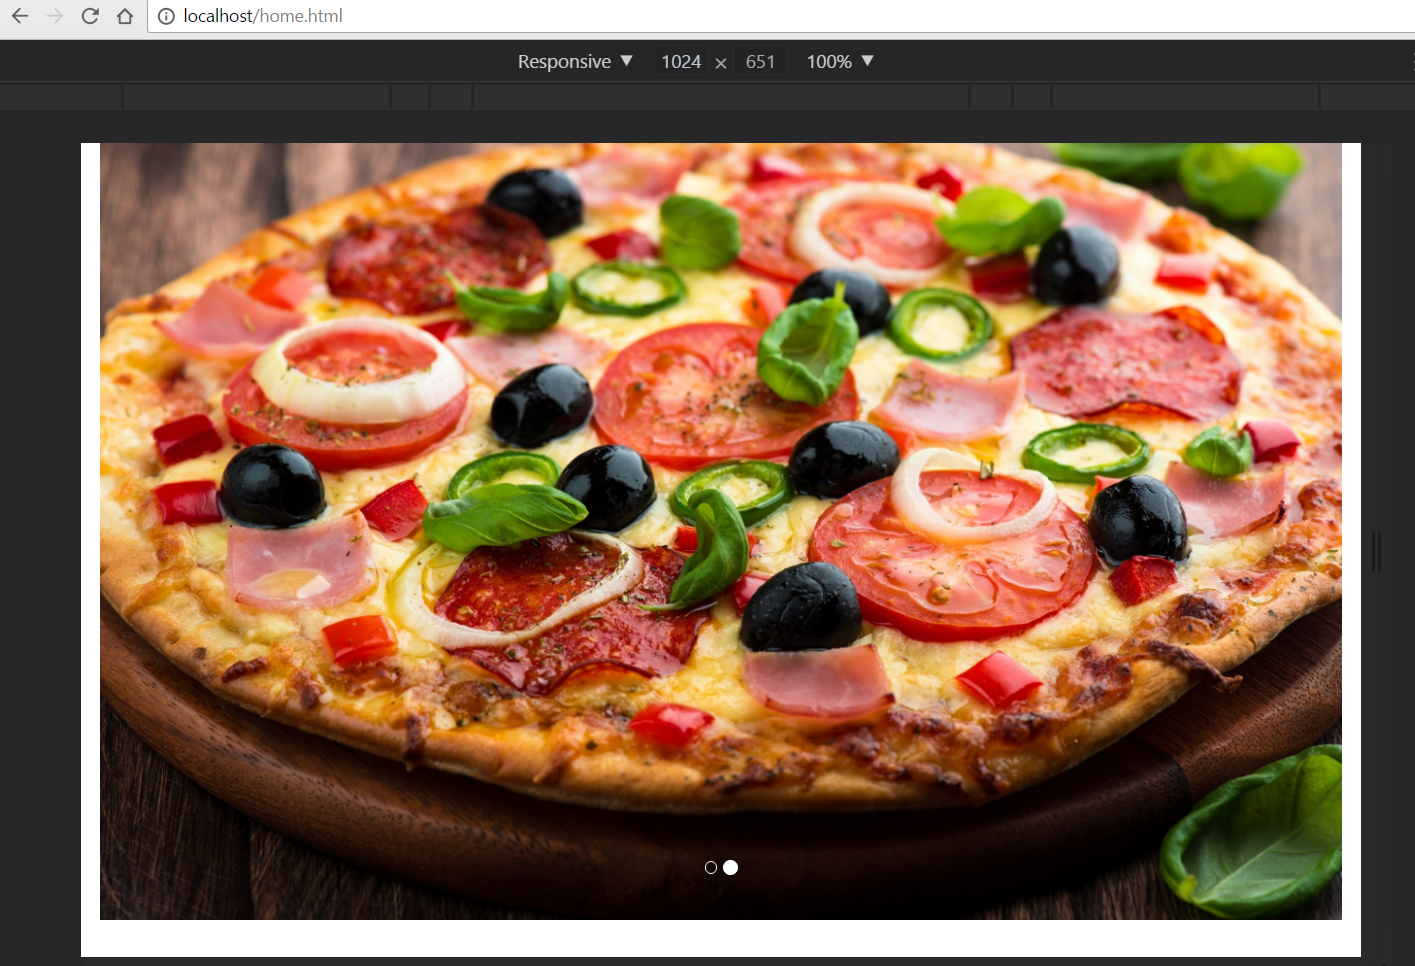 localhost/home.html
Responsive ▼ 1024 × 651 100% ▼